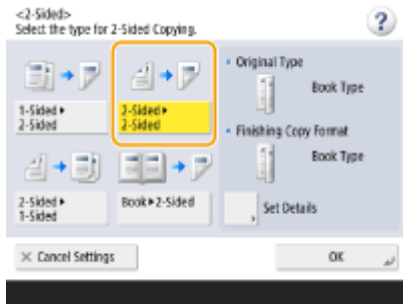 <2-Sided>
Select the type for 2-Sided Copying.
?
1-Sided ▸
2-Sided
2-Sided ▸
2-Sided
2-Sided ▸
1-Sided
Book ▸ 2-Sided
• Original Type
Book Type
• Finishing Copy Format
Book Type
Set Details
× Cancel Settings
OK